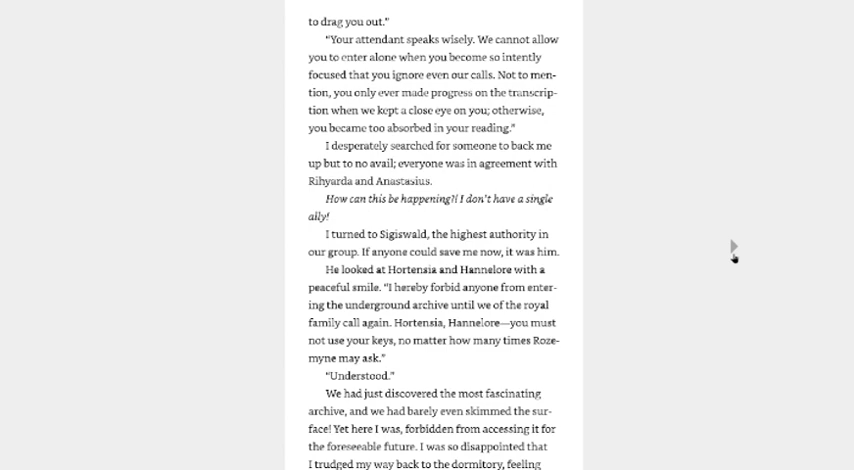 to drag you out.”
“Your attendant speaks wisely. We cannot allow
you to enter alone when you become so intently
focused that you ignore even our calls. Not to men-
tion, you only ever made progress on the transcrip-
tion when we kept a close eye on you; otherwise,
you became too absorbed in your reading.”
I desperately searched for someone to back me
up but to no avail; everyone was in agreement with
Rihyarda and Anastasius.
How can this be happening?! I don’t have a single
ally!
I turned to Sigiswald, the highest authority in
our group. If anyone could save me now, it was him.
He looked at Hortensia and Hannelore with a
peaceful smile. “I hereby forbid anyone from enter-
ing the underground archive until we of the royal
family call again. Hortensia, Hannelore—you must
not use your keys, no matter how many times Roze-
myne may ask.”
“Understood.”
We had just discovered the most fascinating
archive, and we had barely even skimmed the sur-
face! Yet here I was, forbidden from accessing it for
the foreseeable future. I was so disappointed that
I trudged my way back to the dormitory, feeling